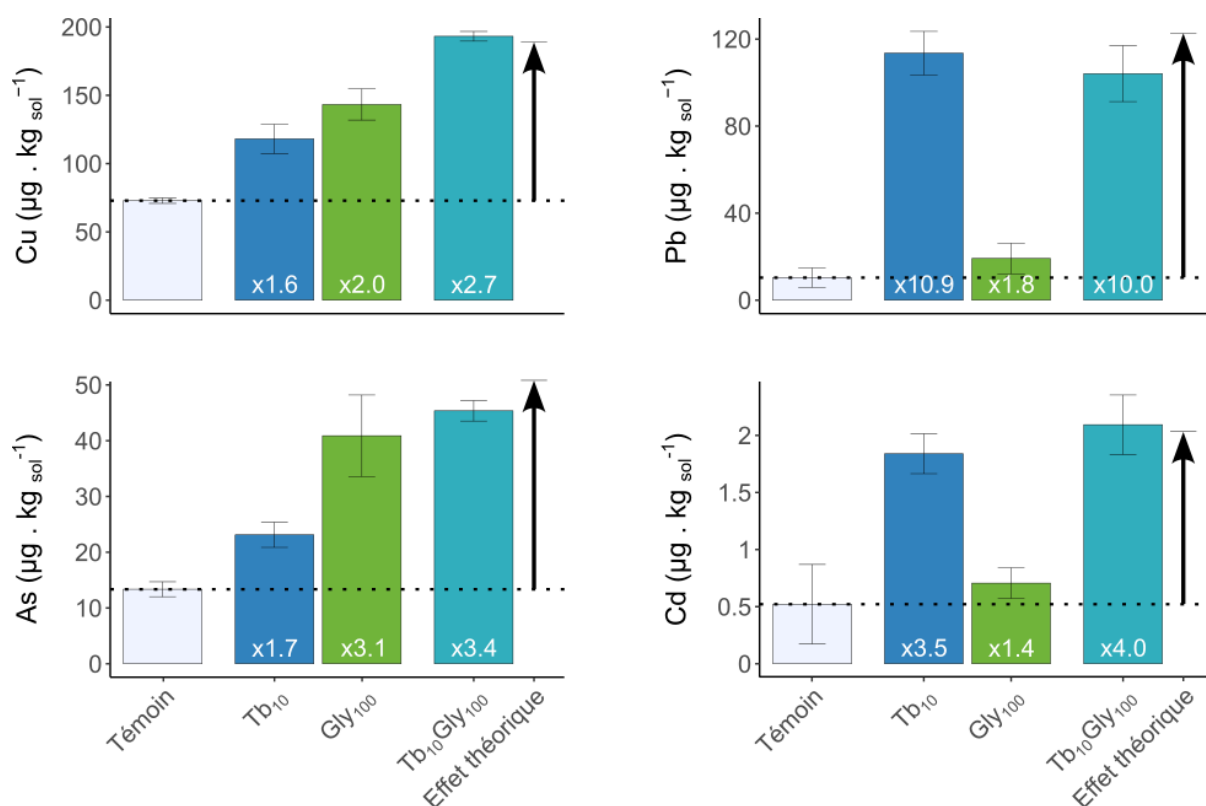 Cu (µg . kg sol⁻¹)
200
150
100
50
0
x1.6
x2.0
x2.7
Pb (µg . kg sol⁻¹)
120
80
40
0
x10.9
x1.8
x10.0
As (µg . kg sol⁻¹)
50
40
30
20
10
0
x1.7
x3.1
x3.4
Témoin
Tb₁₀
Gly₁₀₀
Tb₁₀Gly₁₀₀
Effet théorique
Cd (µg . kg sol⁻¹)
2
1.5
1
0.5
0
x3.5
x1.4
x4.0
Témoin
Tb₁₀
Gly₁₀₀
Tb₁₀Gly₁₀₀
Effet théorique